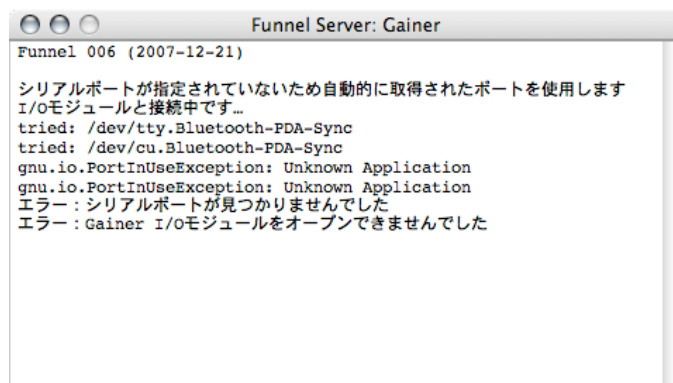 Funnel Server: Gainer
Funnel 006 (2007-12-21)
シリアルポートが指定されていないため自動的に取得されたポートを使用します
I/Oモジュールと接続中です…
tried: /dev/tty.Bluetooth-PDA-Sync
tried: /dev/cu.Bluetooth-PDA-Sync
gnu.io.PortInUseException: Unknown Application
gnu.io.PortInUseException: Unknown Application
エラー：シリアルポートが見つかりませんでした
エラー：Gainer I/Oモジュールをオープンできませんでした